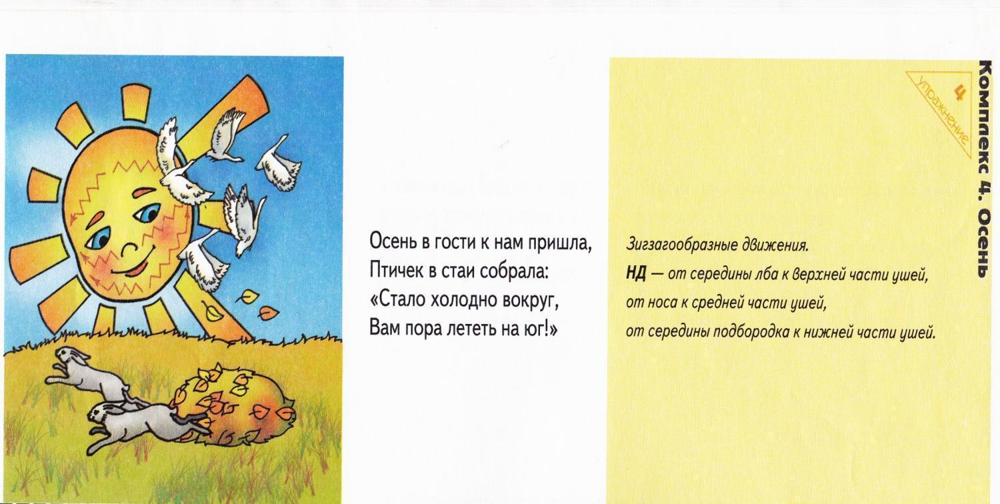 Комплекс 4. Осень
4
упражнение
Осень в гости к нам пришла,
Птичек в стаи собрала:
«Стало холодно вокруг,
Вам пора лететь на юг!»
Зигзагообразные движения.
НД — от середины лба к верхней части ушей,
от носа к средней части ушей,
от середины подбородка к нижней части ушей.